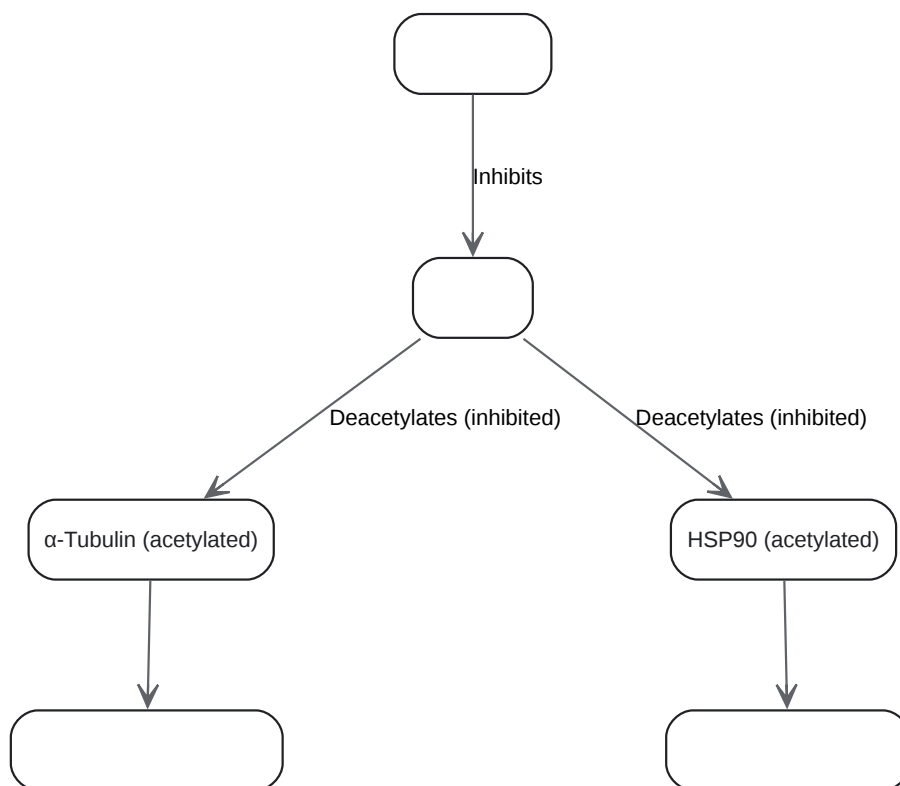 Inhibits
Deacetylates (inhibited)
Deacetylates (inhibited)
α-Tubulin (acetylated)
HSP90 (acetylated)